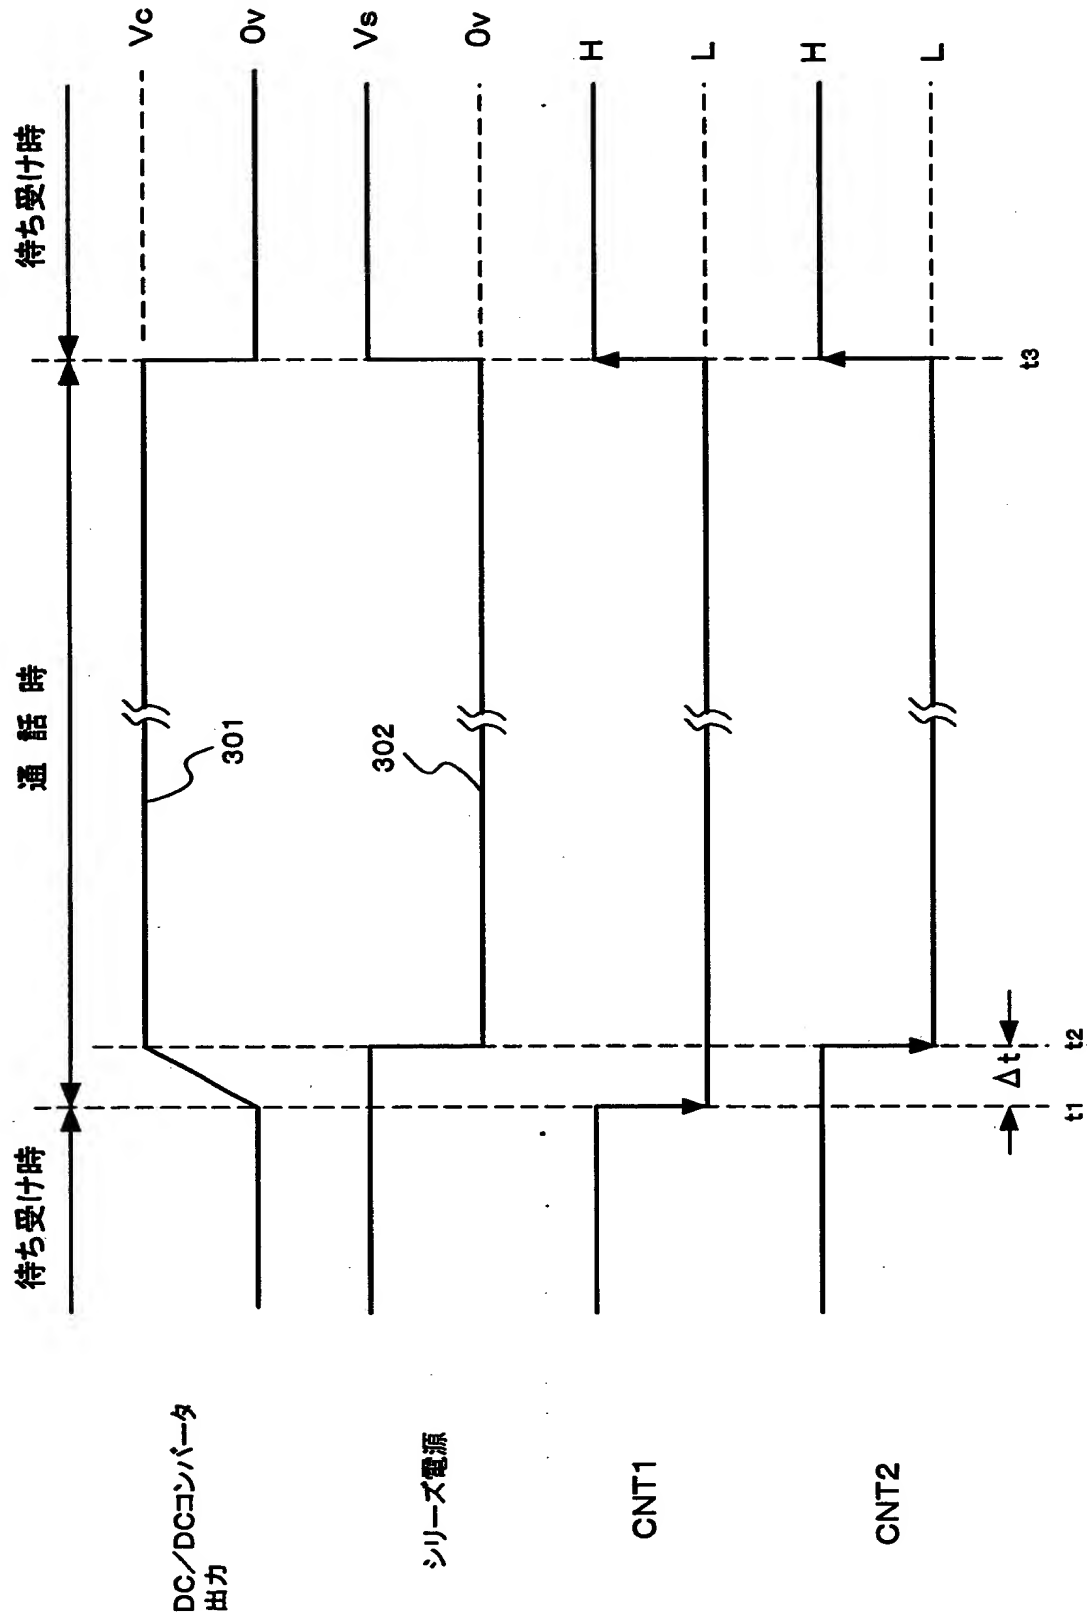 待ち受け時
通話時
待ち受け時
DC/DCコンバータ
出力
Vc
0v
301
シリーズ電源
Vs
0v
302
CNT1
H
L
CNT2
H
L
Δt
t1
t2
t3